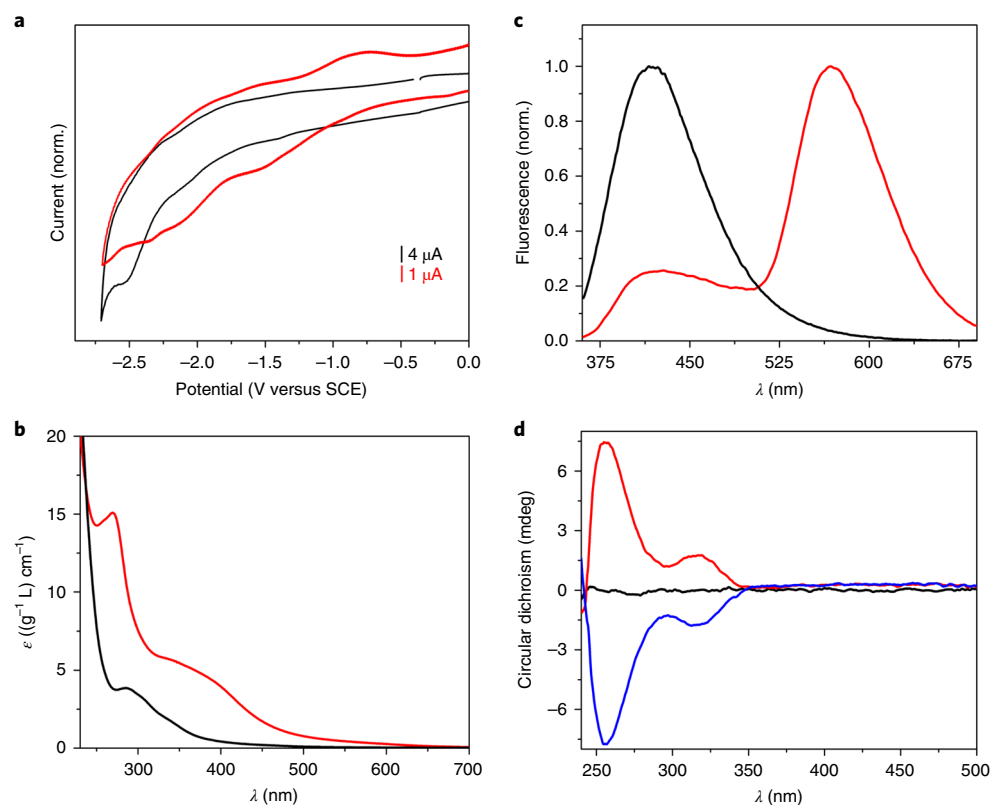 a
Current (norm.)
4 μA
1 μA
−2.5 −2.0 −1.5 −1.0 −0.5 0.0
Potential (V versus SCE)
b
20
15
10
5
0
ε ((g⁻¹ L) cm⁻¹)
300 400 500 600 700
λ (nm)
c
1.0
0.8
0.6
0.4
0.2
0.0
Fluorescence (norm.)
375 450 525 600 675
λ (nm)
d
6
3
0
−3
−6
Circular dichroism (mdeg)
250 300 350 400 450 500
λ (nm)